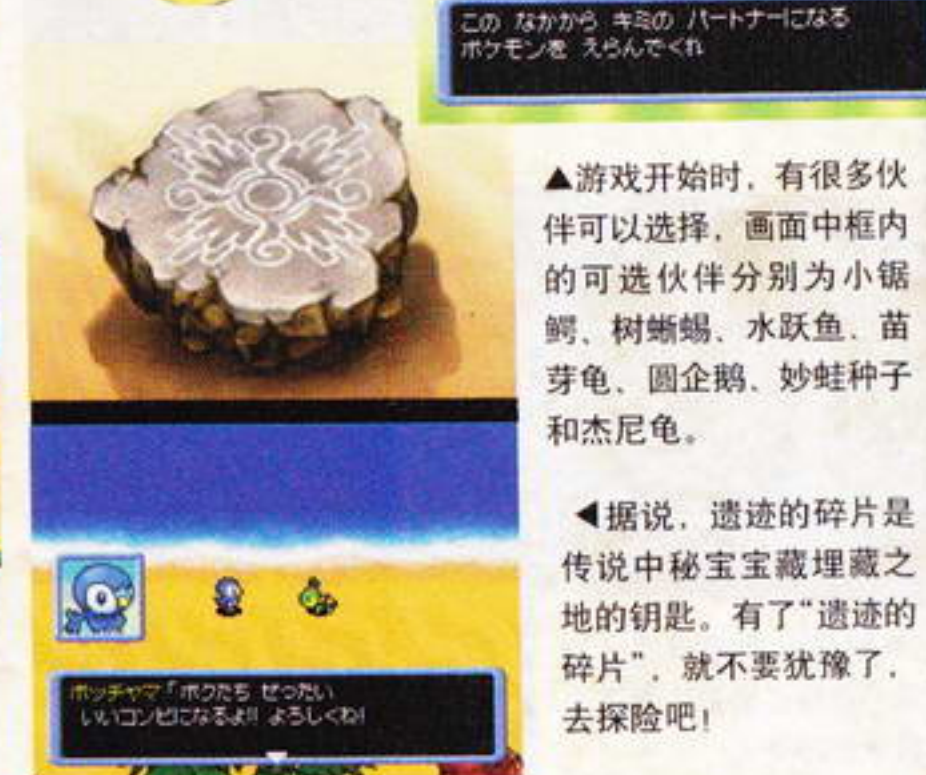 この なかから キミの パートナーになる
ポケモンを えらんでくれ
▲游戏开始时，有很多伙
伴可以选择，画面中框内
的可选伙伴分别为小锯
鳄、树蜥蜴、水跃鱼、苗
芽龟、圆企鹅、妙蛙种子
和杰尼龟。
◀据说，遗迹的碎片是
传说中秘宝宝藏埋藏之
地的钥匙。有了“遗迹的
碎片”，就不要犹豫了，
去探险吧！
ポッチャマ「ボクたち ぜったい
いいコンビになるよ!! よろしくね!